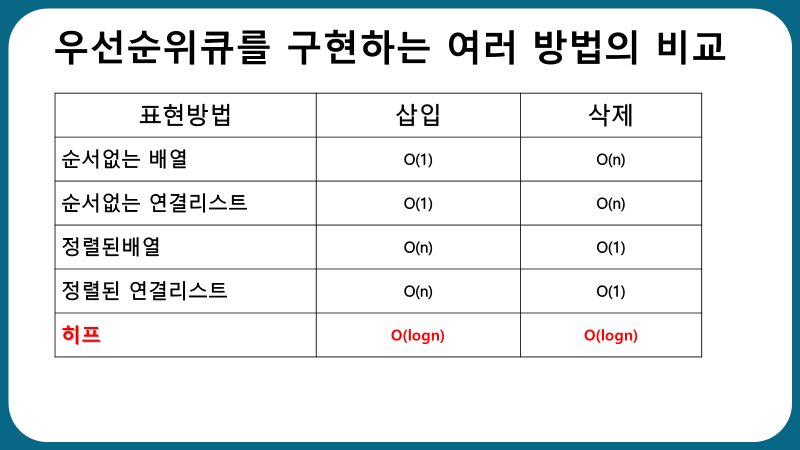 우선순위큐를 구현하는 여러 방법의 비교
표현방법 삽입 삭제
순서없는 배열 O(1) O(n)
순서없는 연결리스트 O(1) O(n)
정렬된배열 O(n) O(1)
정렬된 연결리스트 O(n) O(1)
히프 O(logn) O(logn)